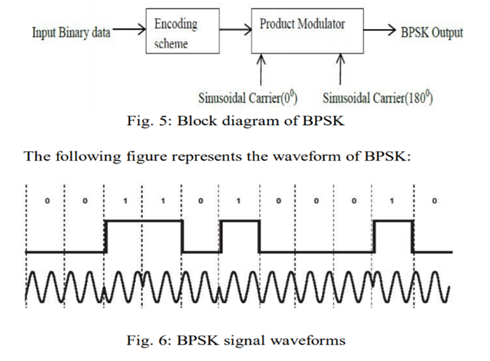 Input Binary data
Encoding
scheme
Product Modulator
BPSK Output
Sinusoidal Carrier(0⁰)
Sinusoidal Carrier(180⁰)
Fig. 5: Block diagram of BPSK
The following figure represents the waveform of BPSK:
0 0 1 1 0 1 0 0 0 1 0
Fig. 6: BPSK signal waveforms